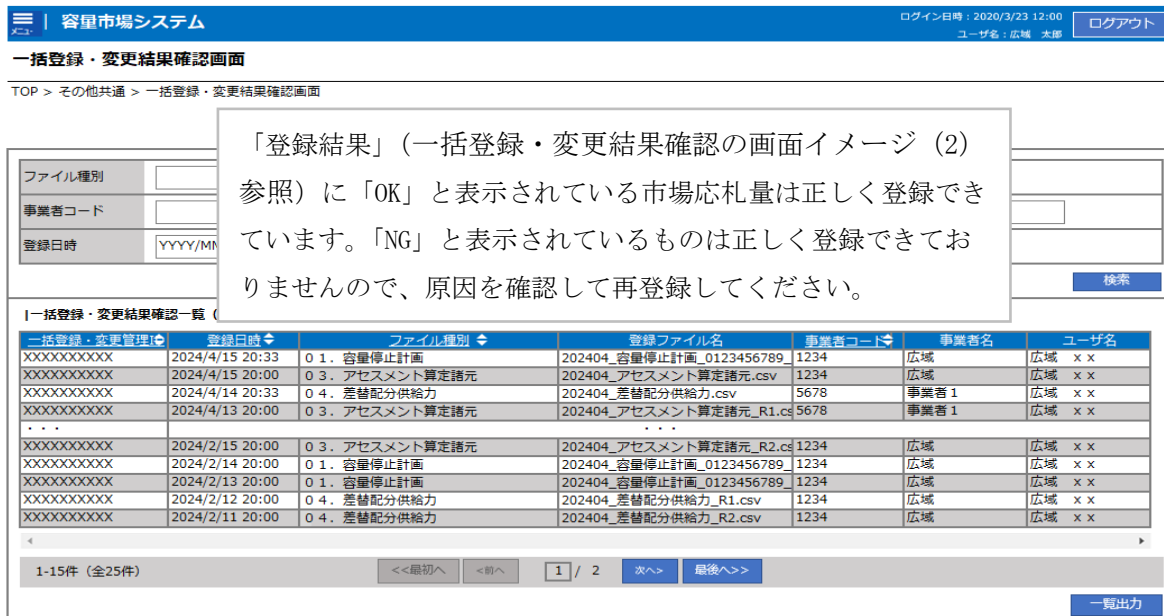 メニュー | 容量市場システム ログイン日時:2020/3/23 12:00 ログアウト
ユーザ名:広域 太郎
一括登録・変更結果確認画面
TOP > その他共通 > 一括登録・変更結果確認画面
「登録結果」(一括登録・変更結果確認の画面イメージ (2)
参照) に「OK」と表示されている市場応札量は正しく登録でき
ています。「NG」と表示されているものは正しく登録できてお
りませんので、原因を確認して再登録してください。
ファイル種別
事業者コード
登録日時 YYYY/MM
検索
|一括登録・変更結果確認一覧 (
一括登録・変更管理I 登録日時 ファイル種別 登録ファイル名 事業者コード 事業者名 ユーザ名
XXXXXXXXXX 2024/4/15 20:33 01.容量停止計画 202404_容量停止計画_0123456789_ 1234 広域 広域 xx
XXXXXXXXXX 2024/4/15 20:00 03.アセスメント算定諸元 202404_アセスメント算定諸元.csv 1234 広域 広域 xx
XXXXXXXXXX 2024/4/14 20:33 04.差替配分供給力 202404_差替配分供給力.csv 5678 事業者1 広域 xx
XXXXXXXXXX 2024/4/13 20:00 03.アセスメント算定諸元 202404_アセスメント算定諸元_R1.cs 5678 事業者1 広域 xx
・・・ ・・・
XXXXXXXXXX 2024/2/15 20:00 03.アセスメント算定諸元 202404_アセスメント算定諸元_R2.cs 1234 広域 広域 xx
XXXXXXXXXX 2024/2/14 20:00 01.容量停止計画 202404_容量停止計画_0123456789_ 1234 広域 広域 xx
XXXXXXXXXX 2024/2/13 20:00 01.容量停止計画 202404_容量停止計画_0123456789_ 1234 広域 広域 xx
XXXXXXXXXX 2024/2/12 20:00 04.差替配分供給力 202404_差替配分供給力_R1.csv 1234 広域 広域 xx
XXXXXXXXXX 2024/2/11 20:00 04.差替配分供給力 202404_差替配分供給力_R2.csv 1234 広域 広域 xx
1-15件(全25件) <<最初へ <前へ 1 / 2 次へ> 最後へ>>
一覧出力